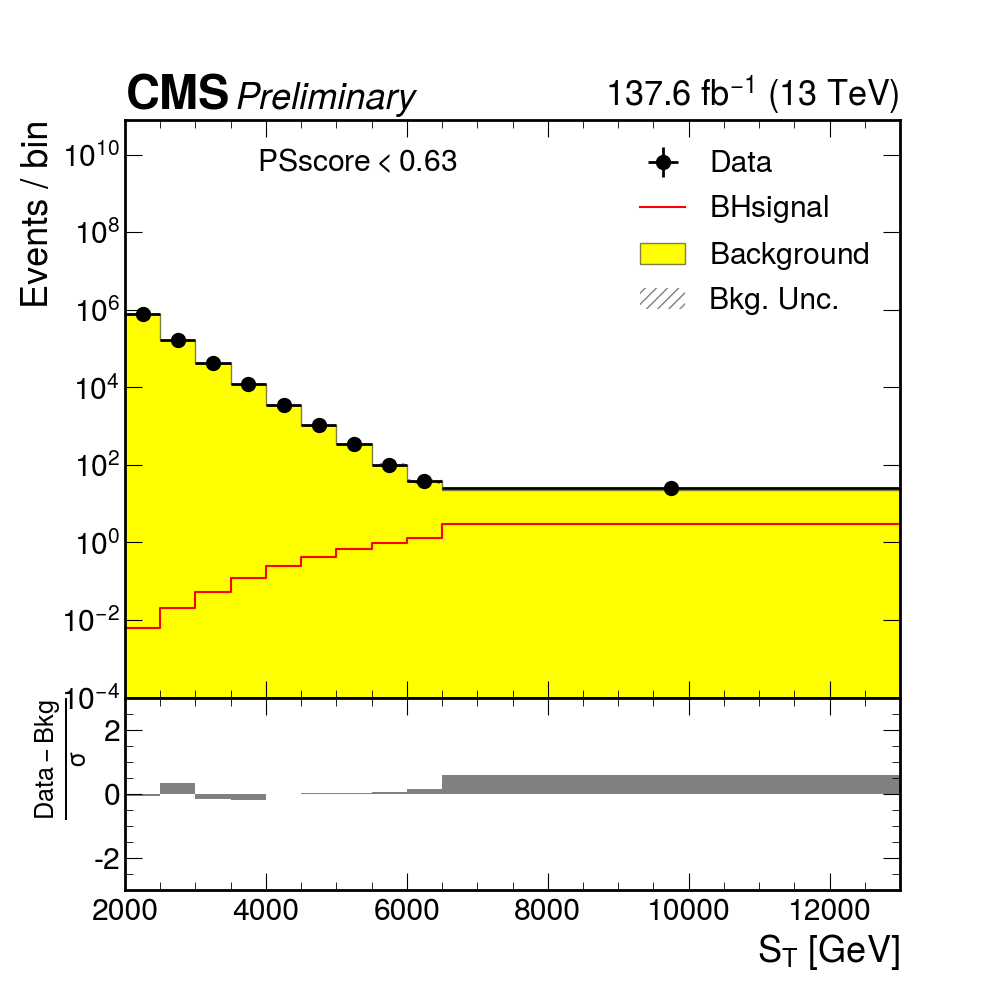 CMS Preliminary 137.6 fb⁻¹ (13 TeV)
Events / bin
PSscore < 0.63
Data
BHsignal
Background
Bkg. Unc.
10¹⁰
10⁸
10⁶
10⁴
10²
10⁰
10⁻²
10⁻⁴
Data − Bkg
σ
2
0
-2
2000 4000 6000 8000 10000 12000
S_T [GeV]